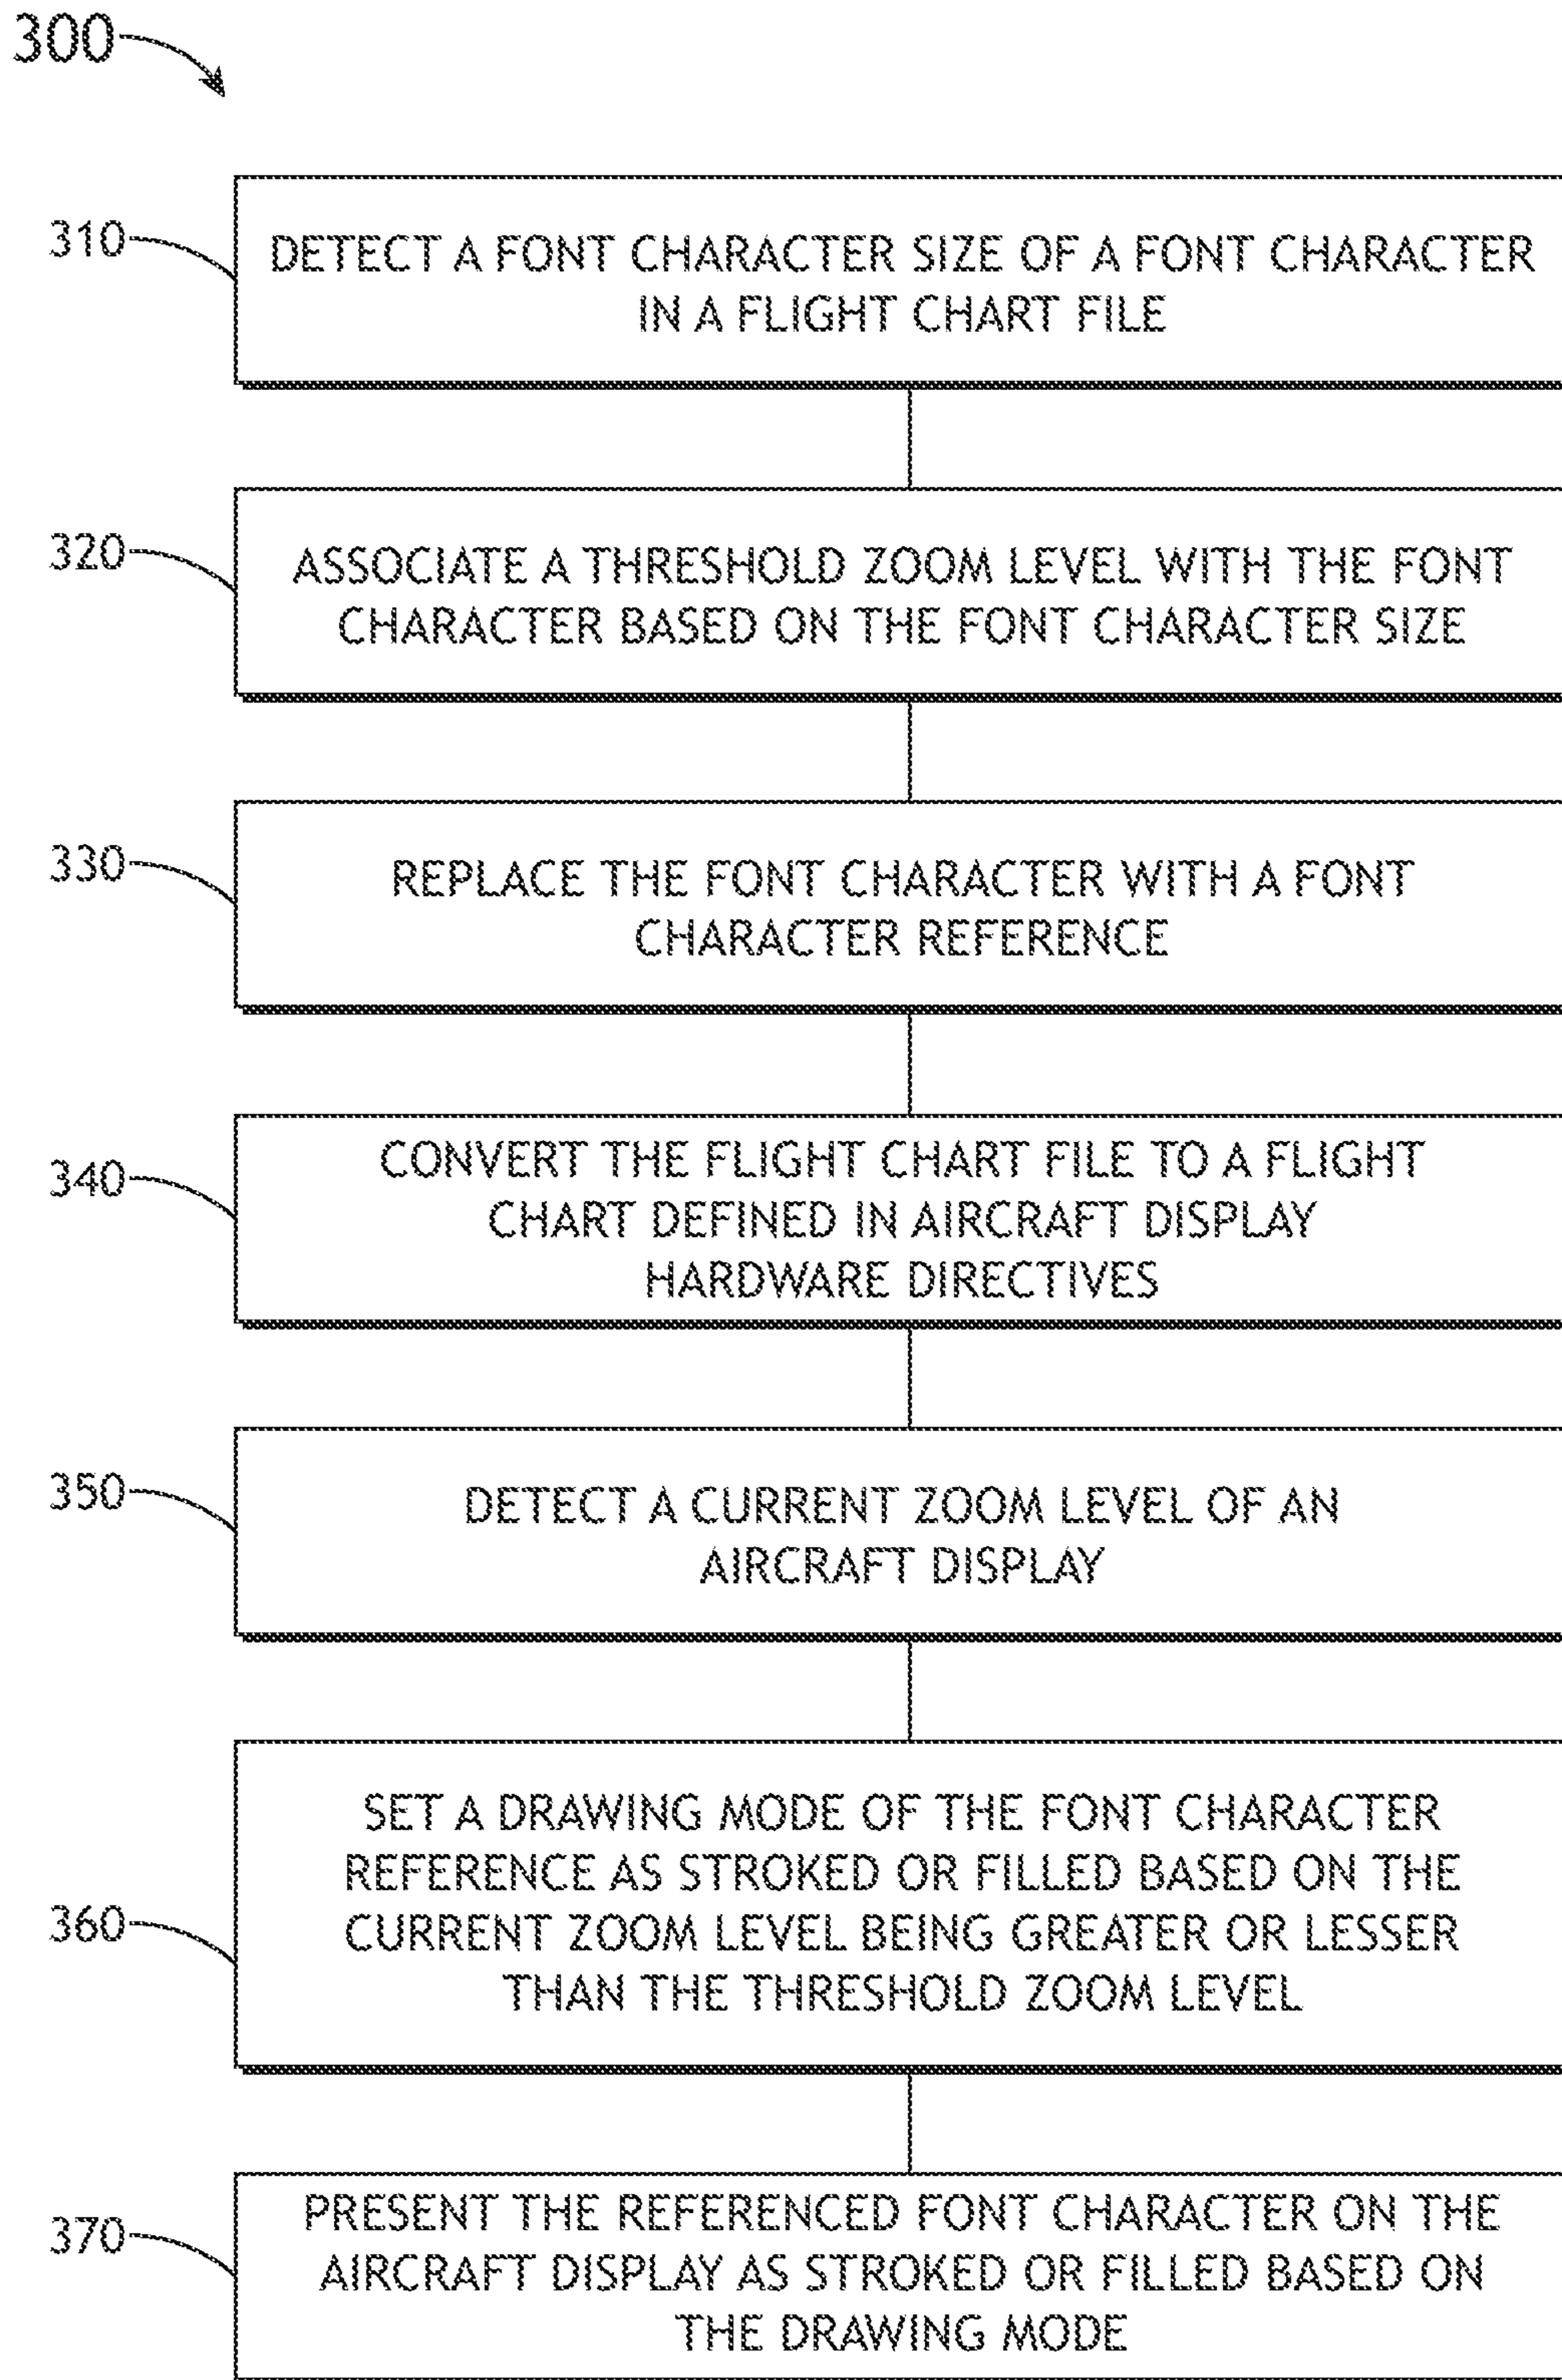 300
310
DETECT A FONT CHARACTER SIZE OF A FONT CHARACTER
IN A FLIGHT CHART FILE
320
ASSOCIATE A THRESHOLD ZOOM LEVEL WITH THE FONT
CHARACTER BASED ON THE FONT CHARACTER SIZE
330
REPLACE THE FONT CHARACTER WITH A FONT
CHARACTER REFERENCE
340
CONVERT THE FLIGHT CHART FILE TO A FLIGHT
CHART DEFINED IN AIRCRAFT DISPLAY
HARDWARE DIRECTIVES
350
DETECT A CURRENT ZOOM LEVEL OF AN
AIRCRAFT DISPLAY
360
SET A DRAWING MODE OF THE FONT CHARACTER
REFERENCE AS STROKED OR FILLED BASED ON THE
CURRENT ZOOM LEVEL BEING GREATER OR LESSER
THAN THE THRESHOLD ZOOM LEVEL
370
PRESENT THE REFERENCED FONT CHARACTER ON THE
AIRCRAFT DISPLAY AS STROKED OR FILLED BASED ON
THE DRAWING MODE